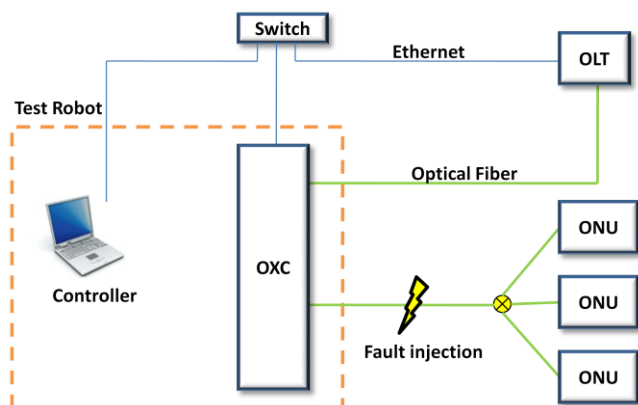 Switch
Ethernet
OLT
Test Robot
Optical Fiber
ONU
OXC
Controller
ONU
Fault injection
ONU